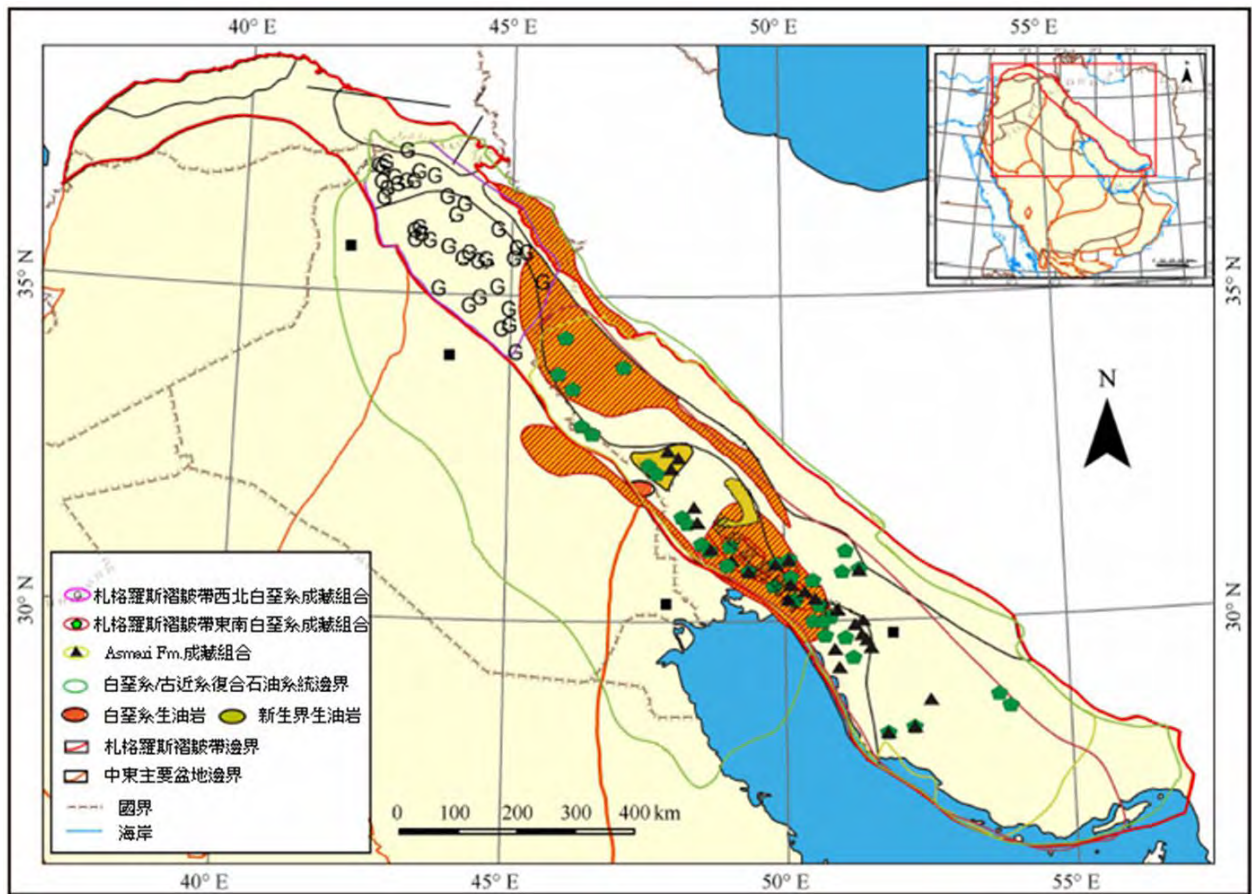 40° E
45° E
50° E
55° E
35° N
35° N
30° N
30° N
N
G
札格羅斯褶皺帶西北白堊系成藏組合
札格羅斯褶皺帶東南白堊系成藏組合
Asmari Fm.成藏組合
白堊系/古近系復合石油系統邊界
白堊系生油岩 新生界生油岩
札格羅斯褶皺帶邊界
中東主要盆地邊界
國界
海岸
0 100 200 300 400 km
40° E
45° E
50° E
55° E